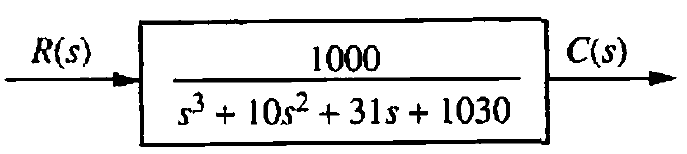 R(s)
1000
C(s)
s³ + 10s² + 31s + 1030